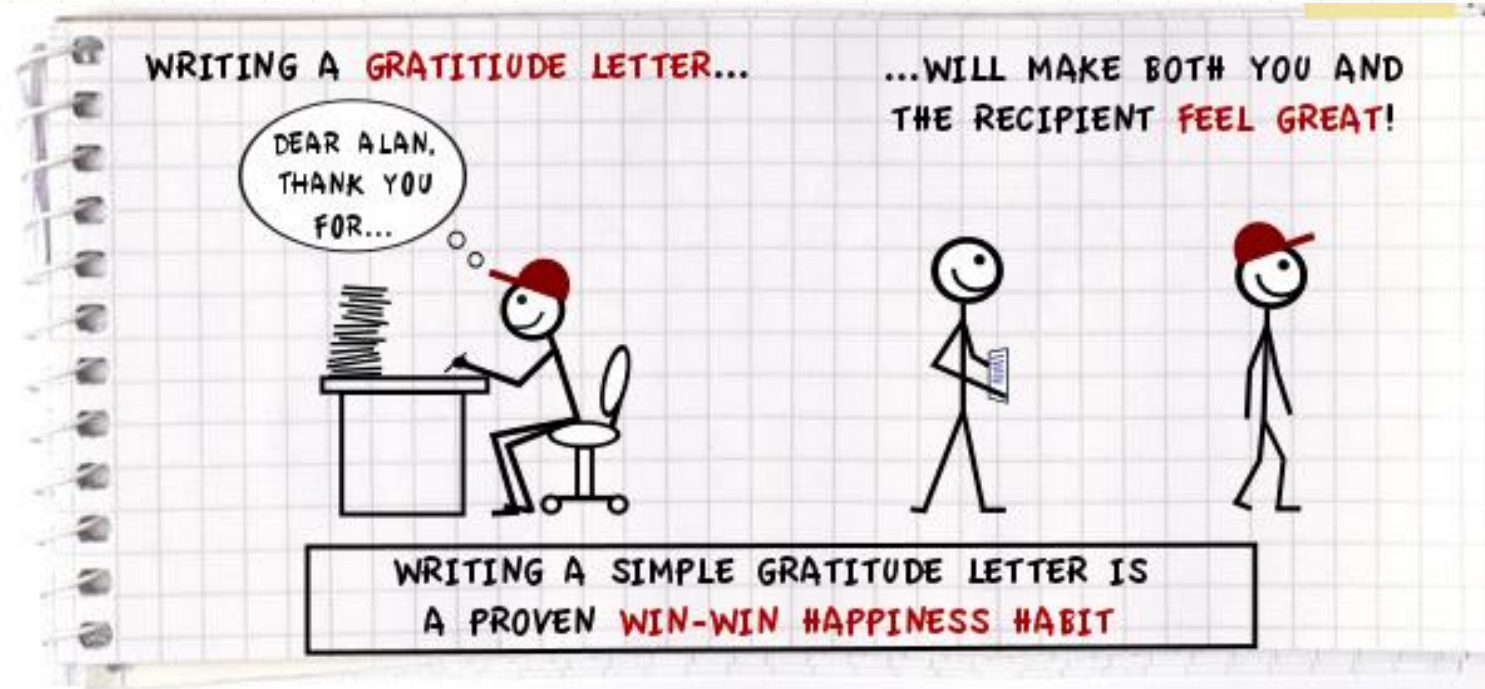 WRITING A GRATITIUDE LETTER...
...WILL MAKE BOTH YOU AND
THE RECIPIENT FEEL GREAT!
DEAR ALAN,
THANK YOU
FOR...
WRITING A SIMPLE GRATITUDE LETTER IS
A PROVEN WIN-WIN HAPPINESS HABIT